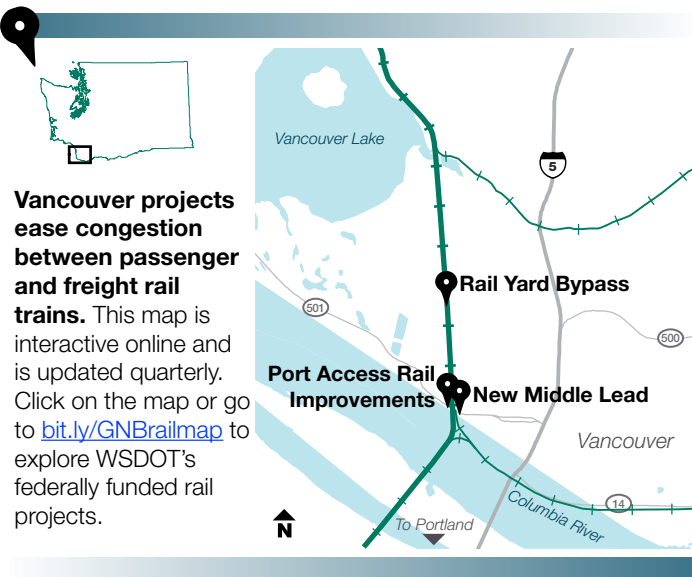 Vancouver projects
ease congestion
between passenger
and freight rail
trains. This map is
interactive online and
is updated quarterly.
Click on the map or go
to bit.ly/GNBrailmap to
explore WSDOT's
federally funded rail
projects.
Vancouver Lake
5
Rail Yard Bypass
501
500
Port Access Rail
Improvements
New Middle Lead
Vancouver
14
Columbia River
To Portland
N